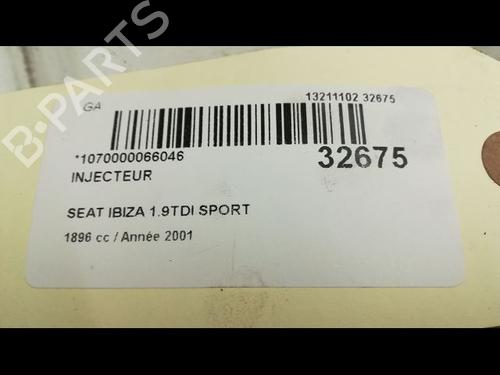 B-PARTS
GA
13211102 32675
*1070000066046
32675
INJECTEUR
SEAT IBIZA 1.9TDI SPORT
1896 cc / Année 2001